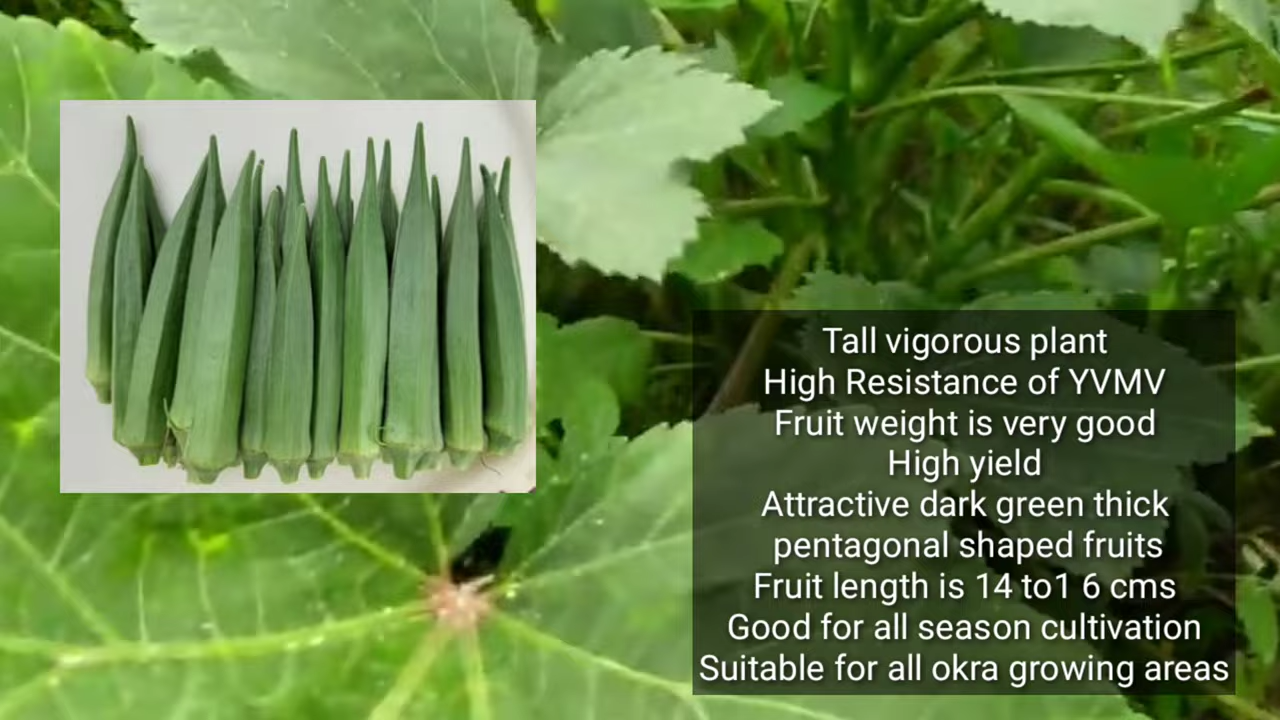 Tall vigorous plant
High Resistance of YVMV
Fruit weight is very good
High yield
Attractive dark green thick
pentagonal shaped fruits
Fruit length is 14 to1 6 cms
Good for all season cultivation
Suitable for all okra growing areas